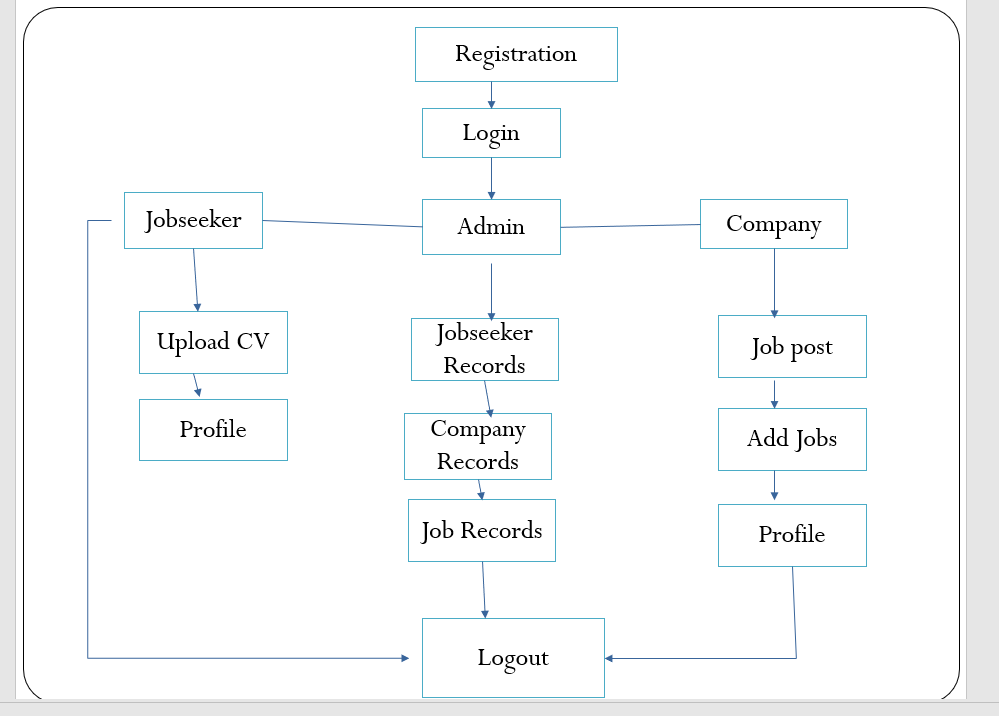 Registration
Login
Jobseeker
Admin
Company
Upload CV
Jobseeker
Records
Job post
Profile
Company
Records
Add Jobs
Job Records
Profile
Logout